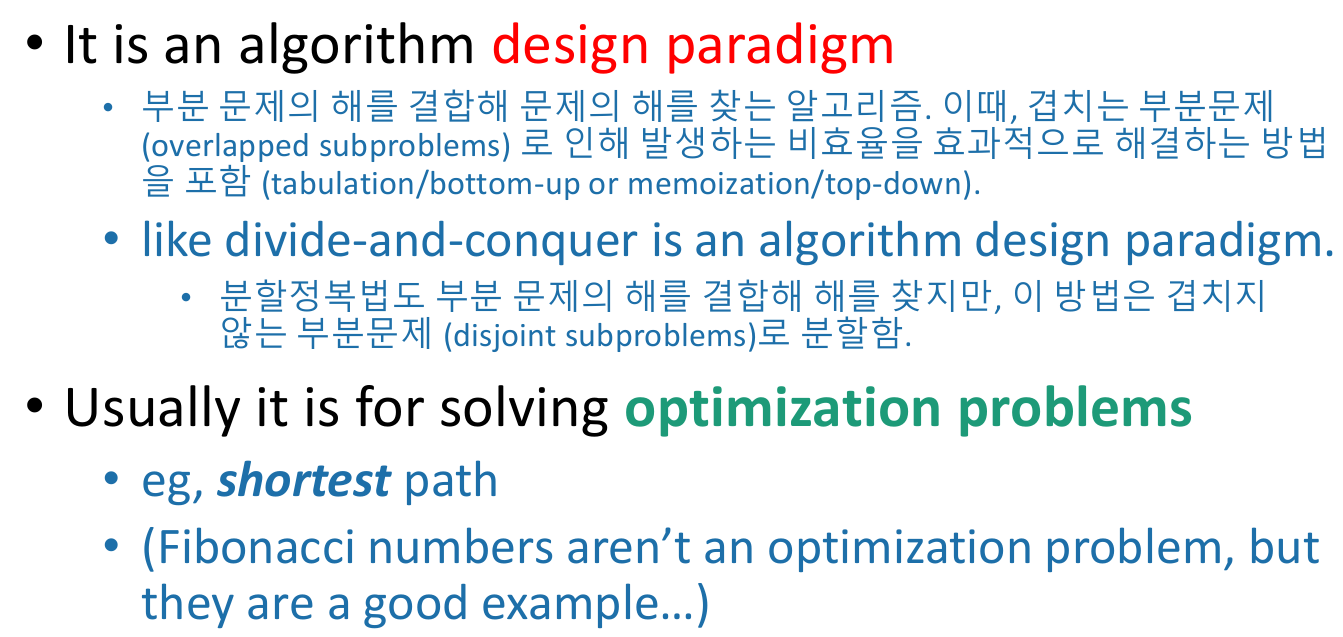 • It is an algorithm design paradigm
• 부분 문제의 해를 결합해 문제의 해를 찾는 알고리즘. 이때, 겹치는 부분문제
(overlapped subproblems) 로 인해 발생하는 비효율을 효과적으로 해결하는 방법
을 포함 (tabulation/bottom-up or memoization/top-down).
• like divide-and-conquer is an algorithm design paradigm.
• 분할정복법도 부분 문제의 해를 결합해 해를 찾지만, 이 방법은 겹치지
않는 부분문제 (disjoint subproblems)로 분할함.
• Usually it is for solving optimization problems
• eg, shortest path
• (Fibonacci numbers aren’t an optimization problem, but
they are a good example…)